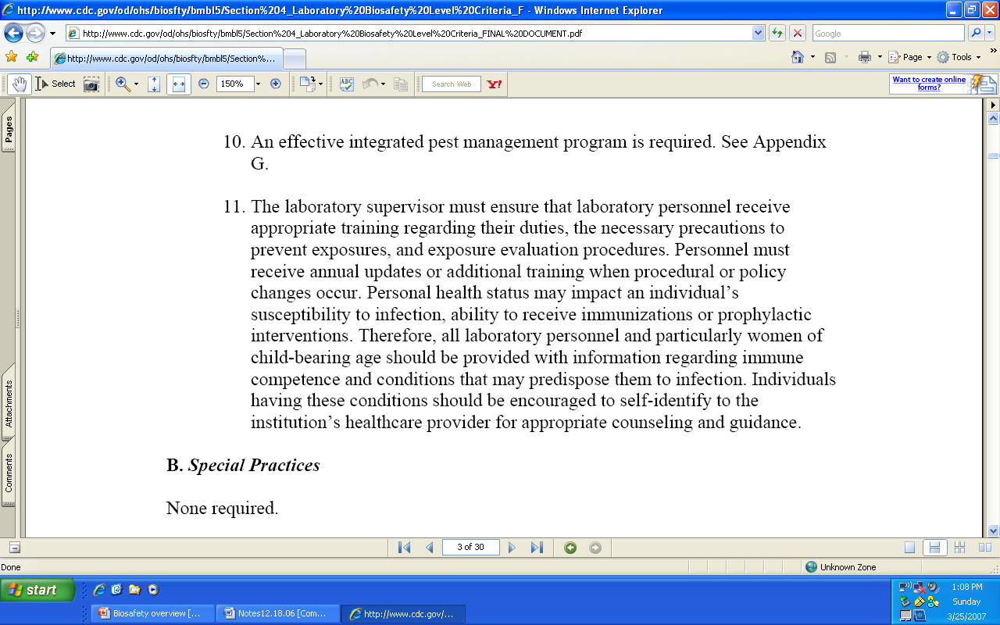 http://www.cdc.gov/od/ohs/biosfty/bmbl5/Section%204_Laboratory%20Biosafety%20Level%20Criteria_F - Windows Internet Explorer
http://www.cdc.gov/od/ohs/biosfty/bmbl5/Section%204_Laboratory%20Biosafety%20Level%20Criteria_FINAL%20DOCUMENT.pdf
Google
http://www.cdc.gov/od/ohs/biosfty/bmbl5/Section%...
Page
Tools
Select
150%
ABC
Search Web
Y!
Want to create online
forms?
Pages
Attachments
Comments
10. An effective integrated pest management program is required. See Appendix
G.
11. The laboratory supervisor must ensure that laboratory personnel receive
appropriate training regarding their duties, the necessary precautions to
prevent exposures, and exposure evaluation procedures. Personnel must
receive annual updates or additional training when procedural or policy
changes occur. Personal health status may impact an individual’s
susceptibility to infection, ability to receive immunizations or prophylactic
interventions. Therefore, all laboratory personnel and particularly women of
child-bearing age should be provided with information regarding immune
competence and conditions that may predispose them to infection. Individuals
having these conditions should be encouraged to self-identify to the
institution’s healthcare provider for appropriate counseling and guidance.
B. Special Practices
None required.
3 of 30
Done
Unknown Zone
start
1:08 PM
Sunday
3/25/2007
Biosafety overview [...
Notes12.18.06 [Com...
http://www.cdc.gov/...